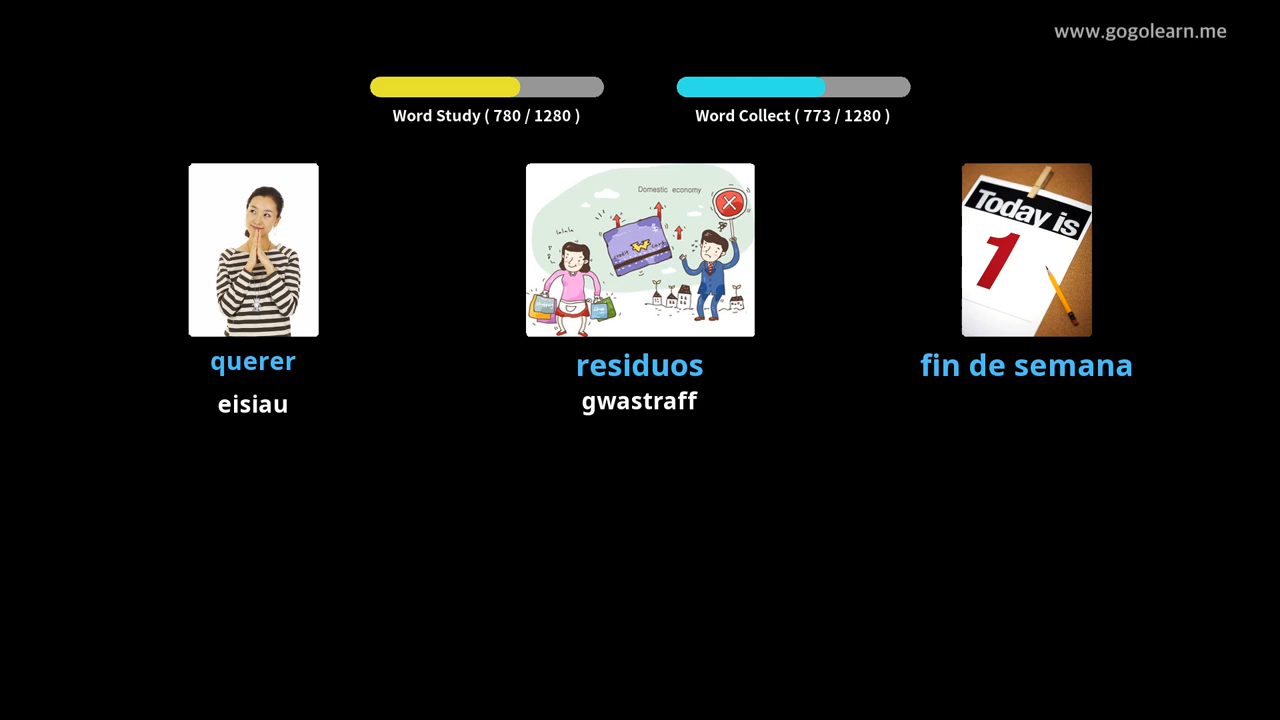 www.gogolearn.me
Word Study ( 780 / 1280 )
Word Collect ( 773 / 1280 )
Domestic economy
lalala
Today is
1
querer
residuos
fin de semana
eisiau
gwastraff